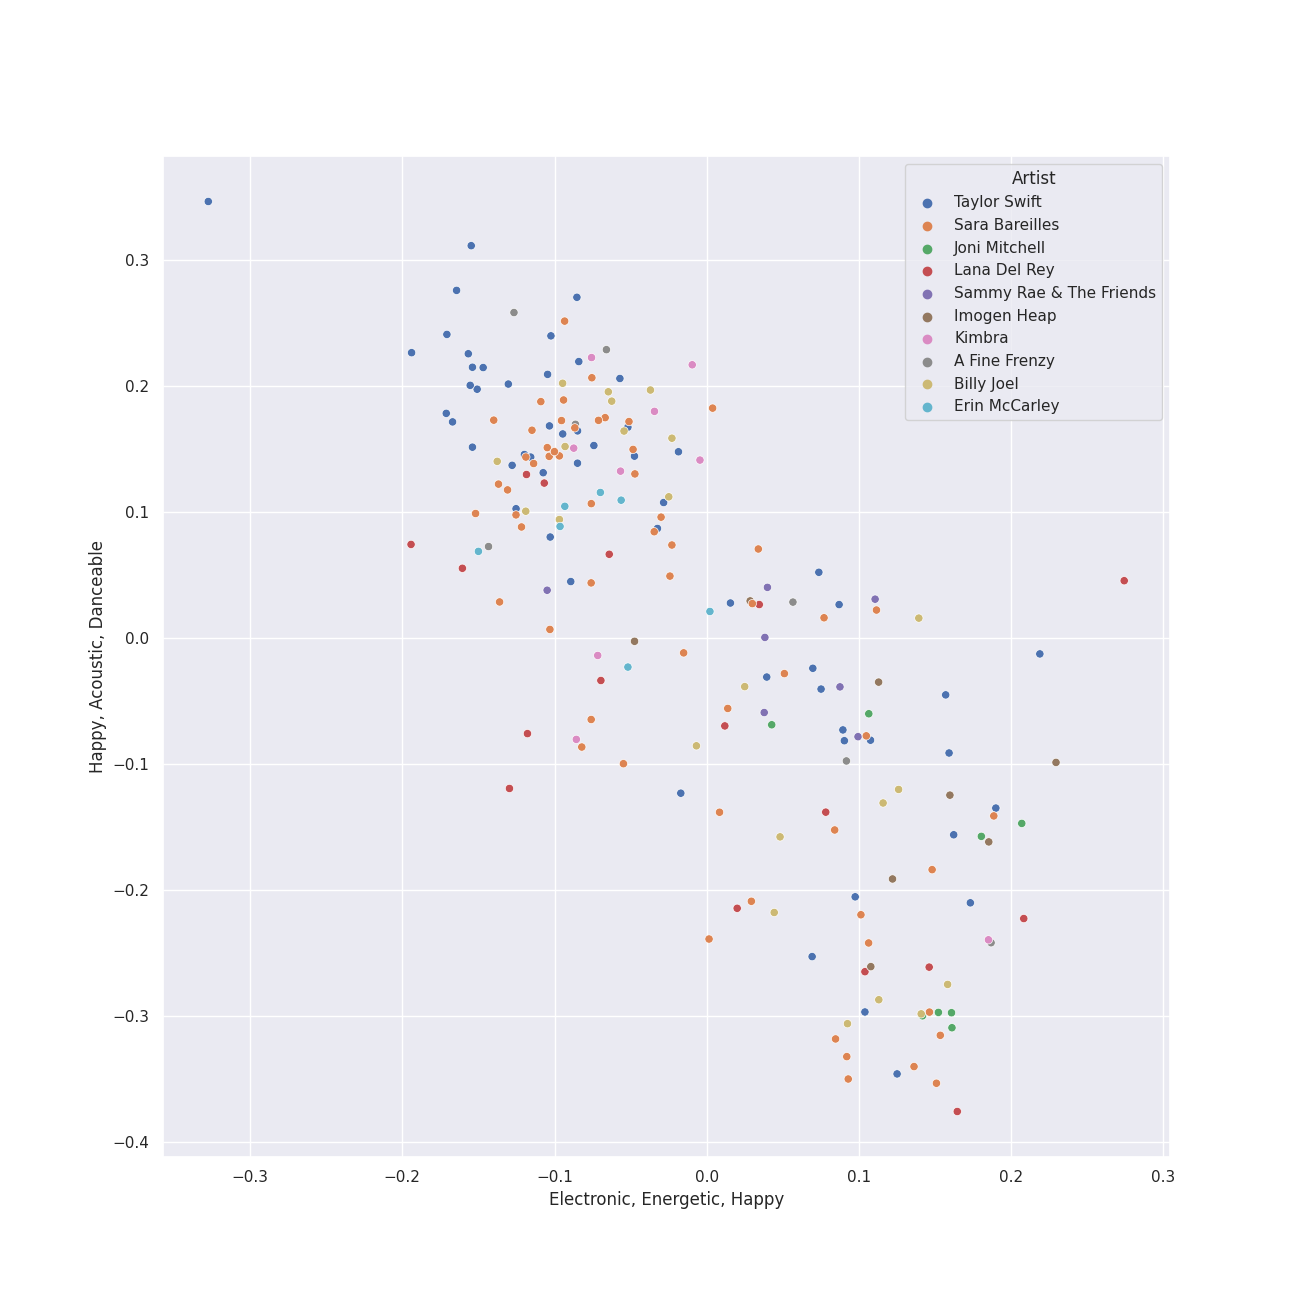 Artist
Taylor Swift
Sara Bareilles
Joni Mitchell
Lana Del Rey
Sammy Rae & The Friends
Imogen Heap
Kimbra
A Fine Frenzy
Billy Joel
Erin McCarley
0.3
0.2
0.1
0.0
−0.1
−0.2
−0.3
−0.4
Happy, Acoustic, Danceable
−0.3 −0.2 −0.1 0.0 0.1 0.2 0.3
Electronic, Energetic, Happy